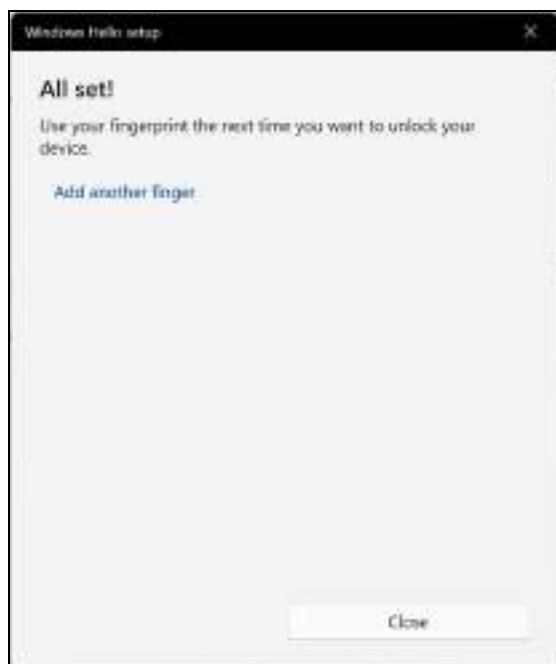 Windows Hello setup
All set!
Use your fingerprint the next time you want to unlock your
device.
Add another finger
Close